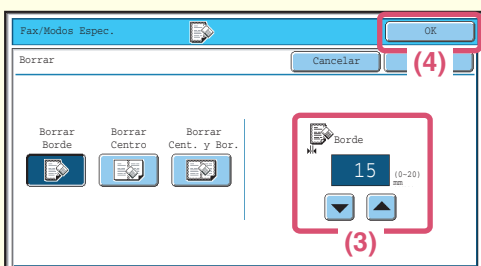 Fax/Modos Espec.
OK
Borrar
Cancelar
(4)
Borrar Borde
Borrar Centro
Borrar Cent. y Bor.
Borde
15
(0-20)
mm
(3)